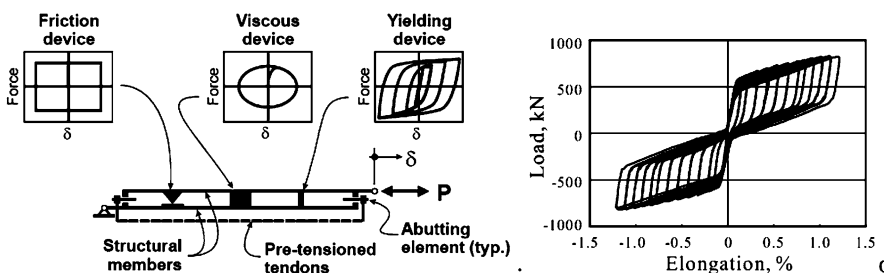 Friction device
Viscous device
Yielding device
Force
Force
Force
δ
δ
δ
δ
P
Structural members
Pre-tensioned tendons
Abutting element (typ.)
.
1000
500
0
-500
-1000
Load, kN
-1.5 -1.0 -0.5 0 0.5 1.0 1.5
Elongation, %